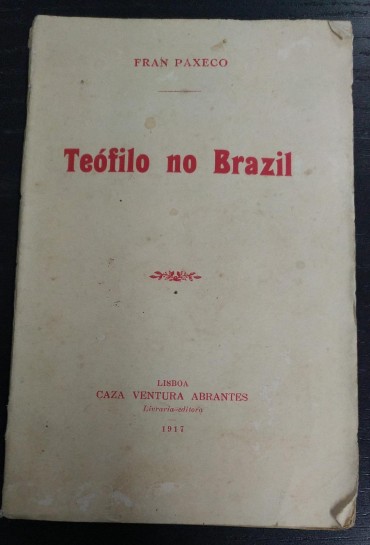 FRAN PAXECO
Teófilo no Brazil
LISBOA
CAZA VENTURA ABRANTES
Livraria-editora
1917